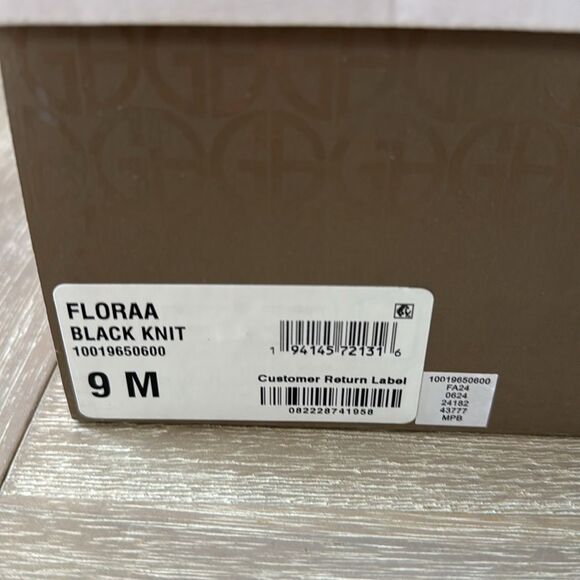 FLORAA
BLACK KNIT
10019650600
9 M
1 94145 72131 6
Customer Return Label
082228741958
10019650600
FA24
0624
24182
43777
MPB